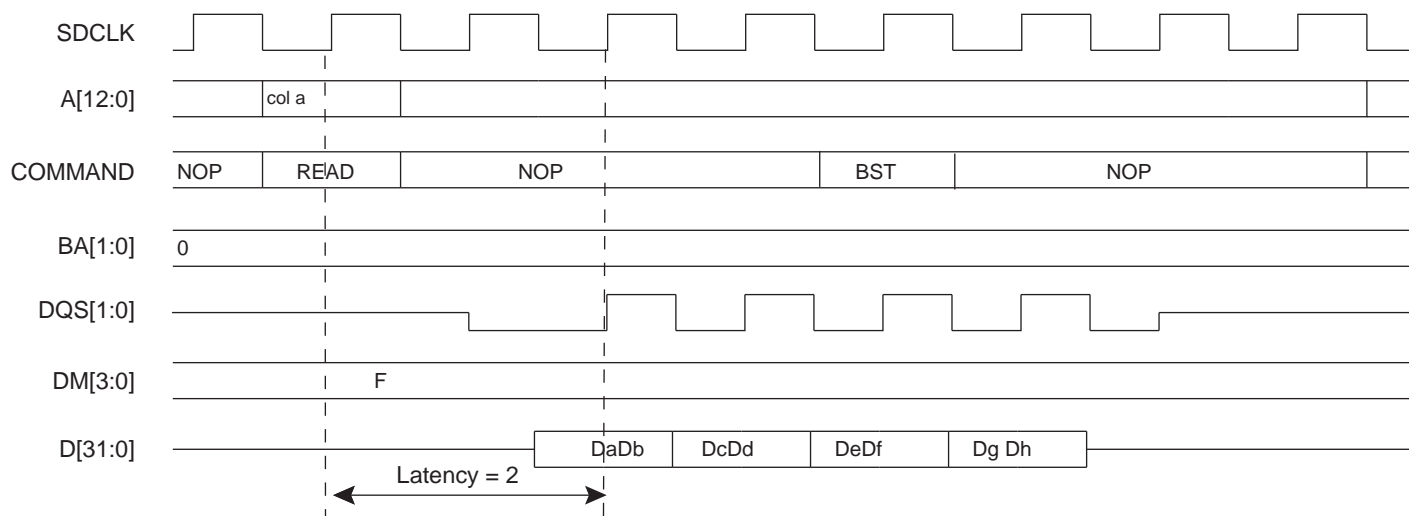 SDCLK
A[12:0] col a
COMMAND NOP READ NOP BST NOP
BA[1:0] 0
DQS[1:0]
DM[3:0] F
D[31:0] DaDb DcDd DeDf Dg Dh
Latency = 2